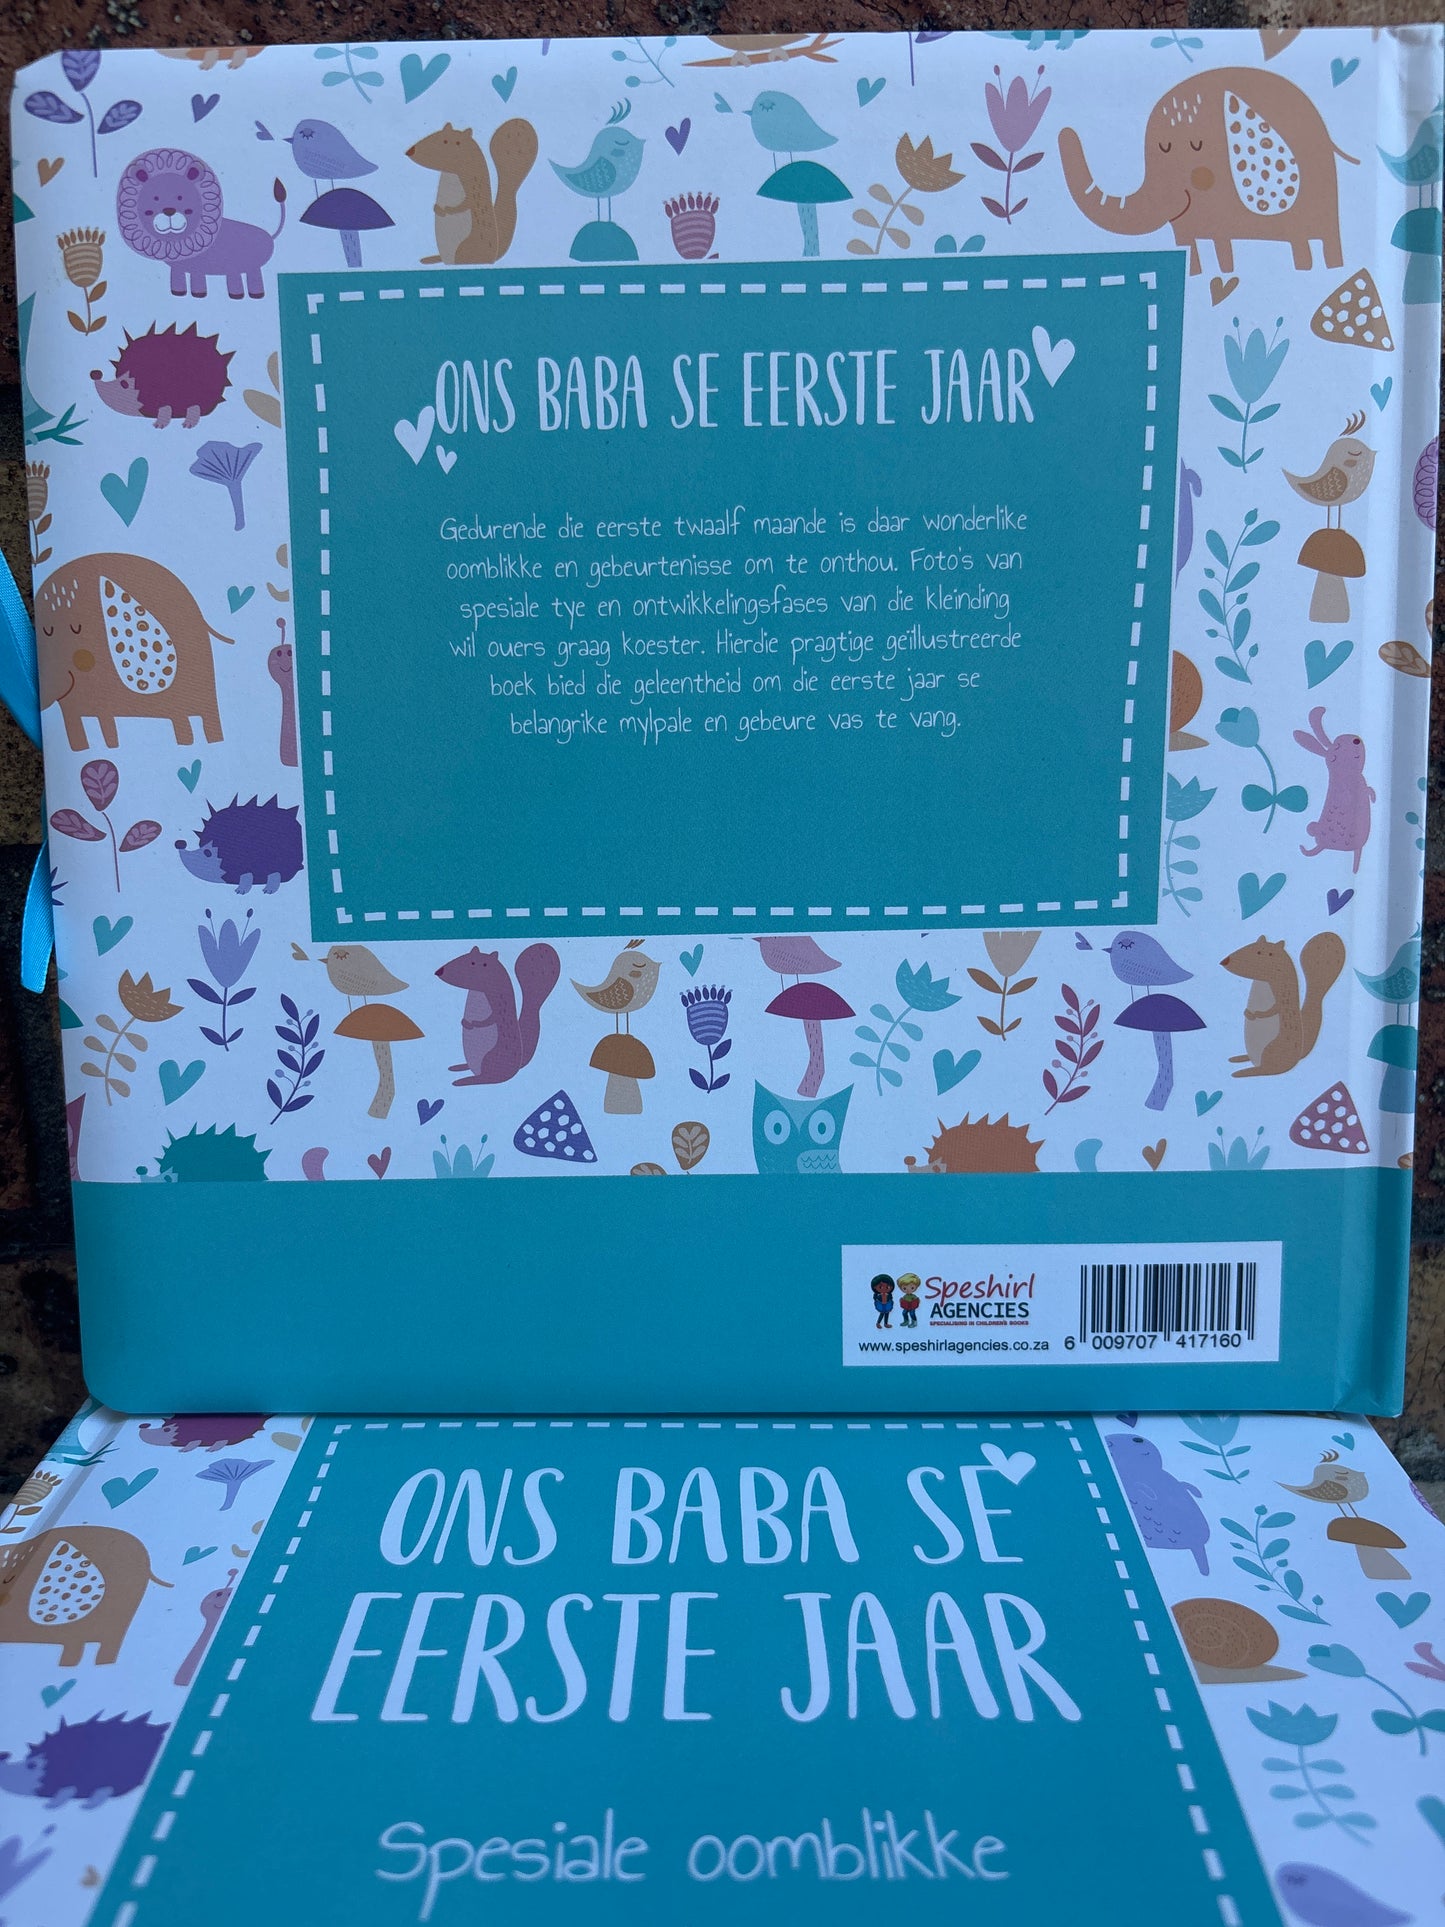 ONS BABA SE EERSTE JAAR
Gedurende die eerste twaalf maande is daar wonderlike
oomblikke en gebeurtenisse om te onthou. Foto's van
spesiale tye en ontwikkelingsfases van die kleinding
wil ouers graag koester. Hierdie pragtige geïllustreerde
boek bied die geleentheid om die eerste jaar se
belangrike mylpale en gebeure vas te vang.
Speshirl
AGENCIES
SPECIALISING IN CHILDREN'S BOOKS
www.speshirlagencies.co.za
6 009707 417160
ONS BABA SE
EERSTE JAAR
Spesiale oomblikke